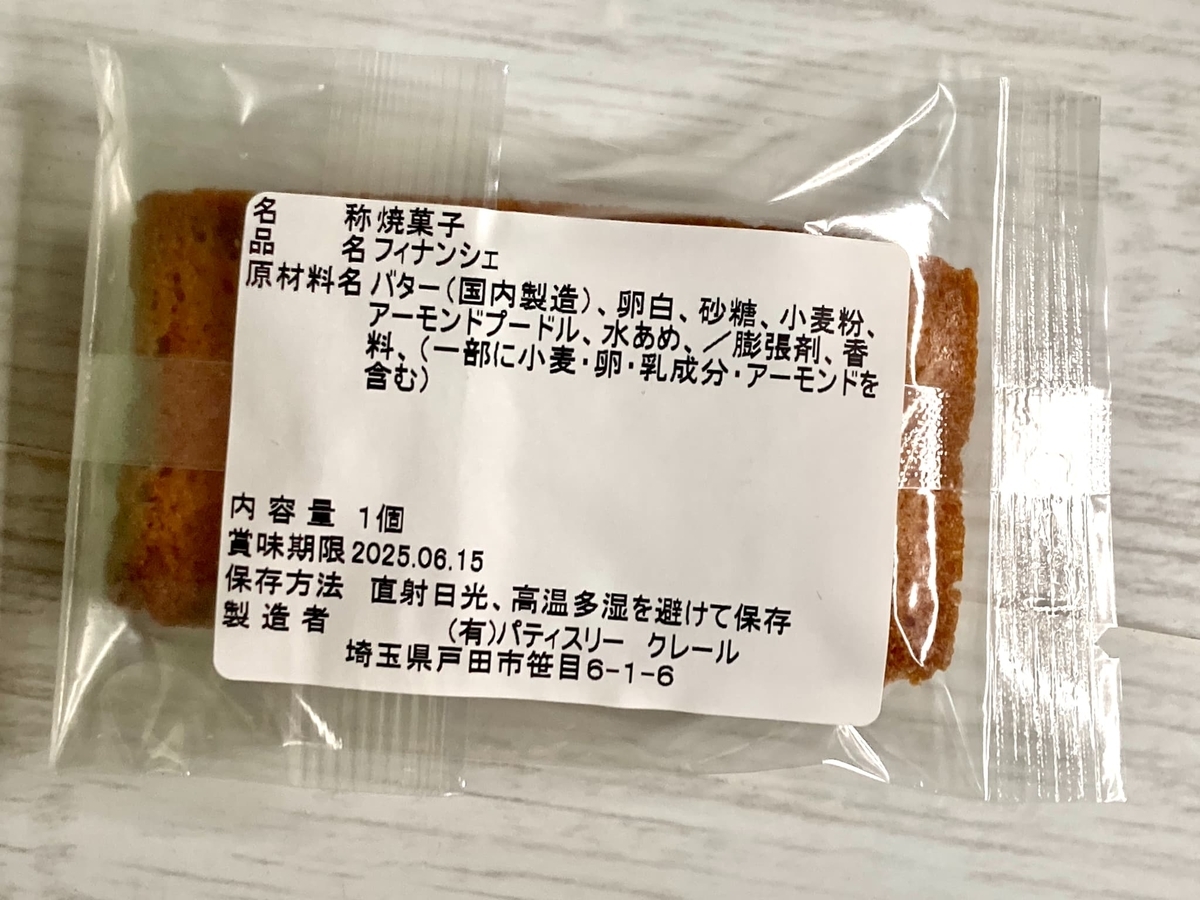 名 称 焼菓子
品 名 フィナンシェ
原材料名 バター(国内製造)、卵白、砂糖、小麦粉、
アーモンドプードル、水あめ、/膨張剤、香
料、(一部に小麦・卵・乳成分・アーモンドを
含む)
内容量 1個
賞味期限 2025.06.15
保存方法 直射日光、高温多湿を避けて保存
製造者 (有)パティスリー クレール
埼玉県戸田市笹目6-1-6